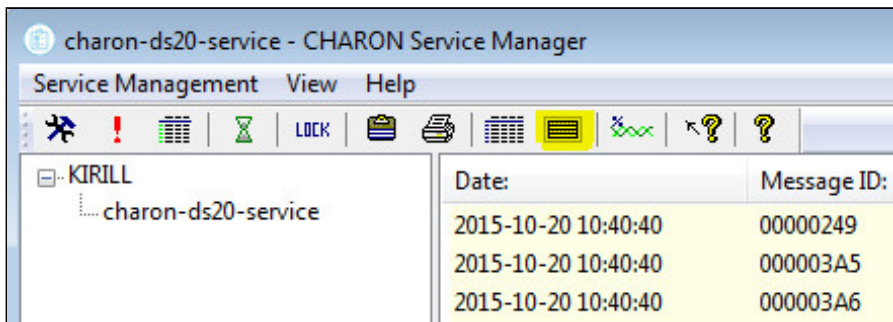 charon-ds20-service - CHARON Service Manager
Service Management View Help
! LOCK ? ?
KIRILL
charon-ds20-service
Date: Message ID:
2015-10-20 10:40:40 00000249
2015-10-20 10:40:40 000003A5
2015-10-20 10:40:40 000003A6